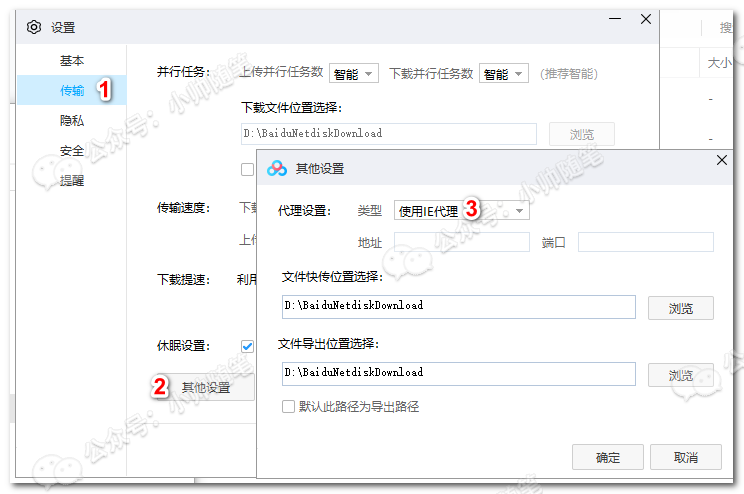 设置
搜
基本
传输
1
隐私
安全
提醒
大小
-
-
并行任务: 上传并行任务数 智能 下载并行任务数 智能 (推荐智能)
下载文件位置选择:
D:\BaiduNetdiskDownload 浏览
传输速度: 下载
上传
下载提速: 利用
休眠设置:
2 其他设置
其他设置
代理设置: 类型 使用IE代理 3
地址 端口
文件快传位置选择:
D:\BaiduNetdiskDownload 浏览
文件导出位置选择:
D:\BaiduNetdiskDownload 浏览
默认此路径为导出路径
确定 取消
公众号：小帅随笔
公众号：小帅随笔
公众号：小帅随笔